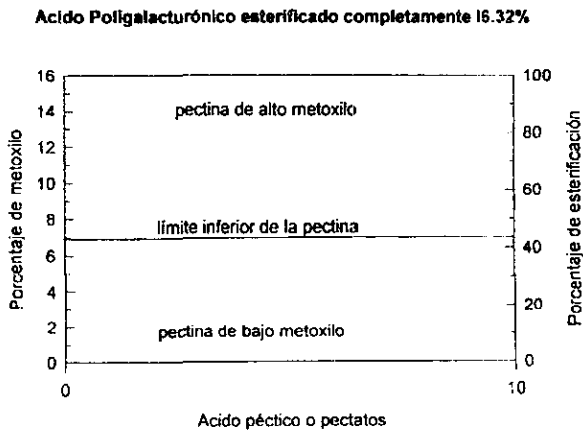 Acido Poligalacturónico esterificado completamente I6.32%
16
14
12
10
8
6
4
2
0
Porcentaje de metoxilo
pectina de alto metoxilo
límite inferior de la pectina
pectina de bajo metoxilo
100
80
60
40
20
0
Porcentaje de esterificación
0
10
Acido péctico o pectatos